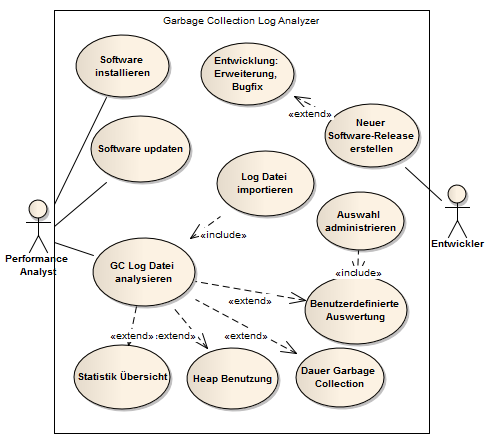 Garbage Collection Log Analyzer
Software
installieren
Entwicklung:
Erweiterung,
Bugfix
«extend»
Neuer
Software-Release
erstellen
Software updaten
Log Datei
importieren
Auswahl
administrieren
Performance
Analyst
Entwickler
«include»
«include»
GC Log Datei
analysieren
«extend»
Benutzerdefinierte
Auswertung
«extend»
:extend»
«extend»
Statistik Übersicht
Heap Benutzung
Dauer Garbage
Collection